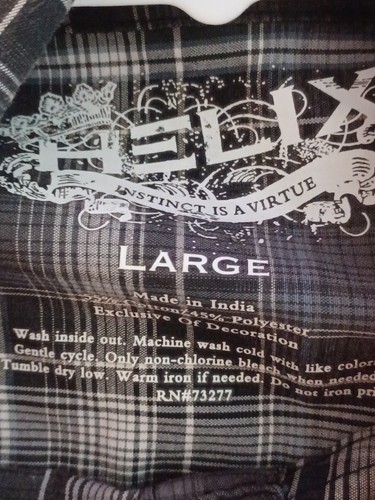 HELIX
INSTINCT IS A VIRTUE
LARGE
Made in India
45% Polyester
Exclusive Of Decoration
Wash inside out. Machine wash cold with like color
Gentle cycle. Only non-chlorine bleach when needed
Tumble dry low. Warm iron if needed. Do not iron pri
RN#73277